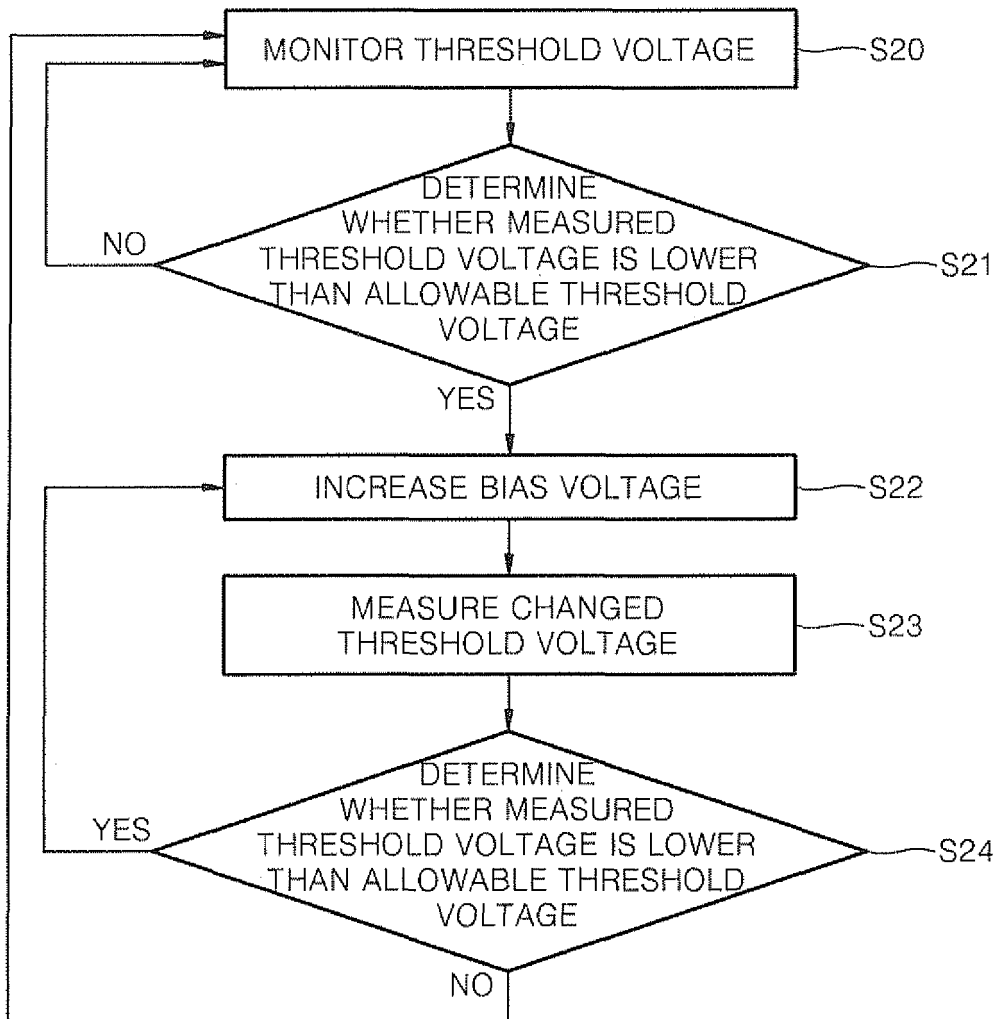 MONITOR THRESHOLD VOLTAGE
S20
DETERMINE
WHETHER MEASURED
THRESHOLD VOLTAGE IS LOWER
THAN ALLOWABLE THRESHOLD
VOLTAGE
NO
S21
YES
INCREASE BIAS VOLTAGE
S22
MEASURE CHANGED
THRESHOLD VOLTAGE
S23
DETERMINE
WHETHER MEASURED
THRESHOLD VOLTAGE IS LOWER
THAN ALLOWABLE THRESHOLD
VOLTAGE
YES
S24
NO